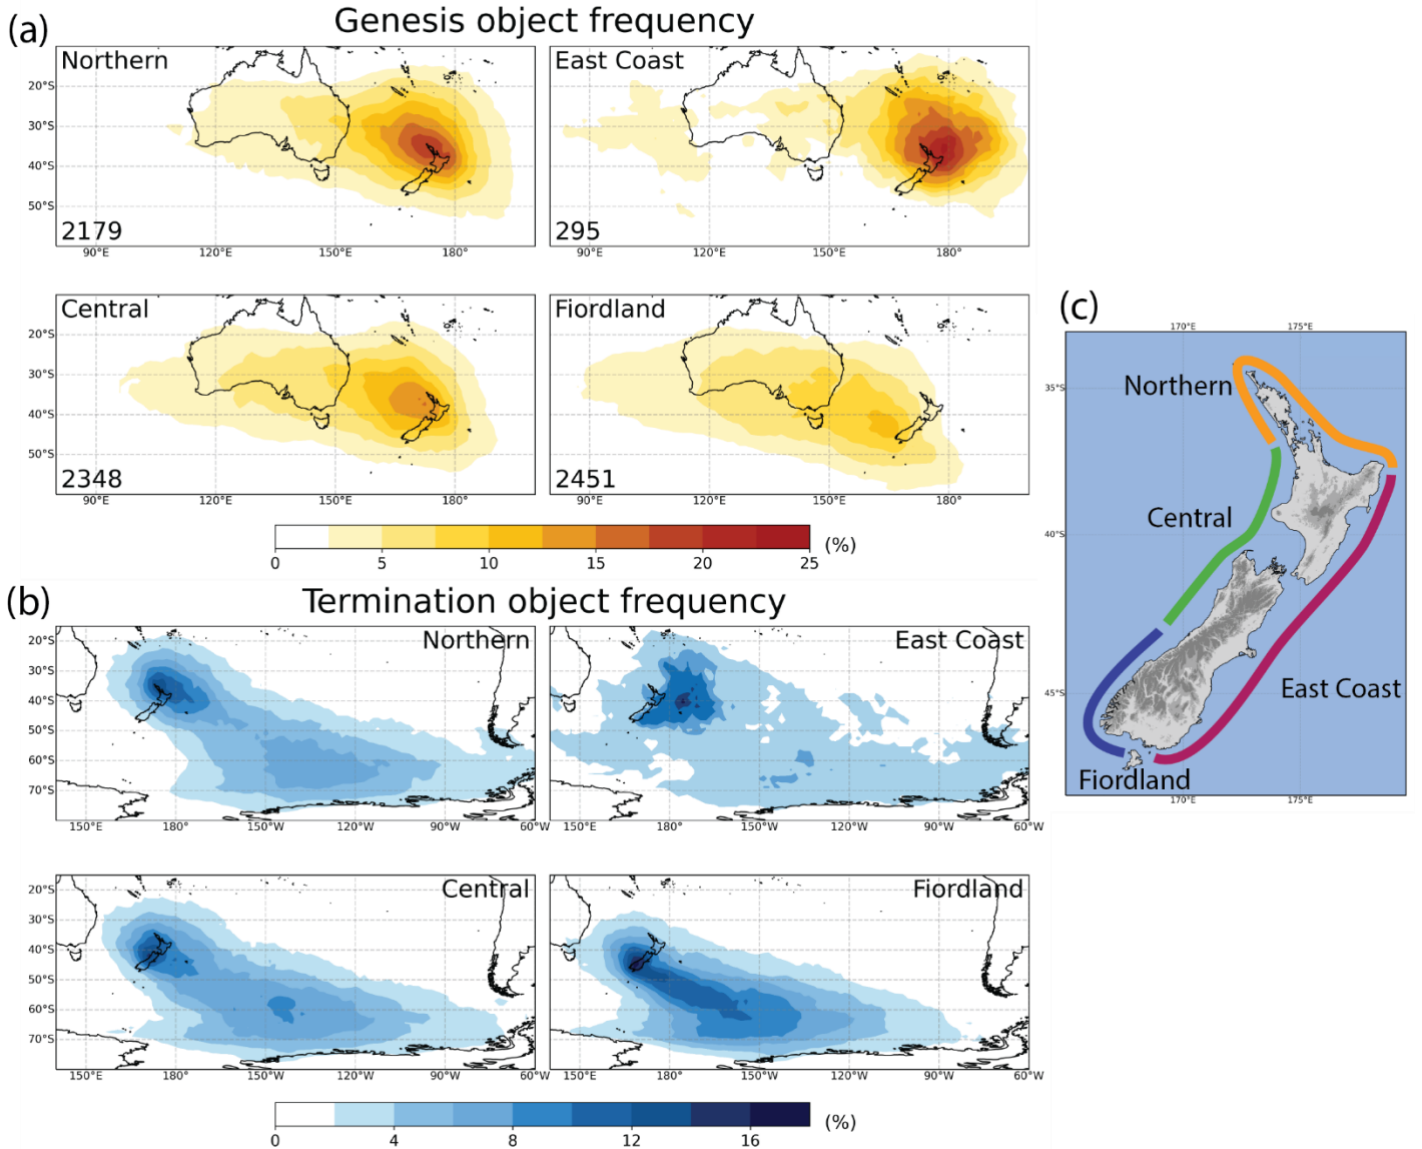 (a)
Genesis object frequency
Northern
East Coast
20°S
30°S
40°S
50°S
2179
295
90°E 120°E 150°E 180° 90°E 120°E 150°E 180°
Central
Fiordland
20°S
30°S
40°S
50°S
2348
2451
90°E 120°E 150°E 180° 90°E 120°E 150°E 180°
0 5 10 15 20 25 (%)
(b)
Termination object frequency
Northern
East Coast
20°S
30°S
40°S
50°S
60°S
70°S
150°E 180° 150°W 120°W 90°W 60°W 150°E 180° 150°W 120°W 90°W 60°W
Central
Fiordland
20°S
30°S
40°S
50°S
60°S
70°S
150°E 180° 150°W 120°W 90°W 60°W 150°E 180° 150°W 120°W 90°W 60°W
0 4 8 12 16 (%)
(c)
170°E 175°E
35°S
Northern
Central
40°S
45°S
East Coast
Fiordland
170°E 175°E